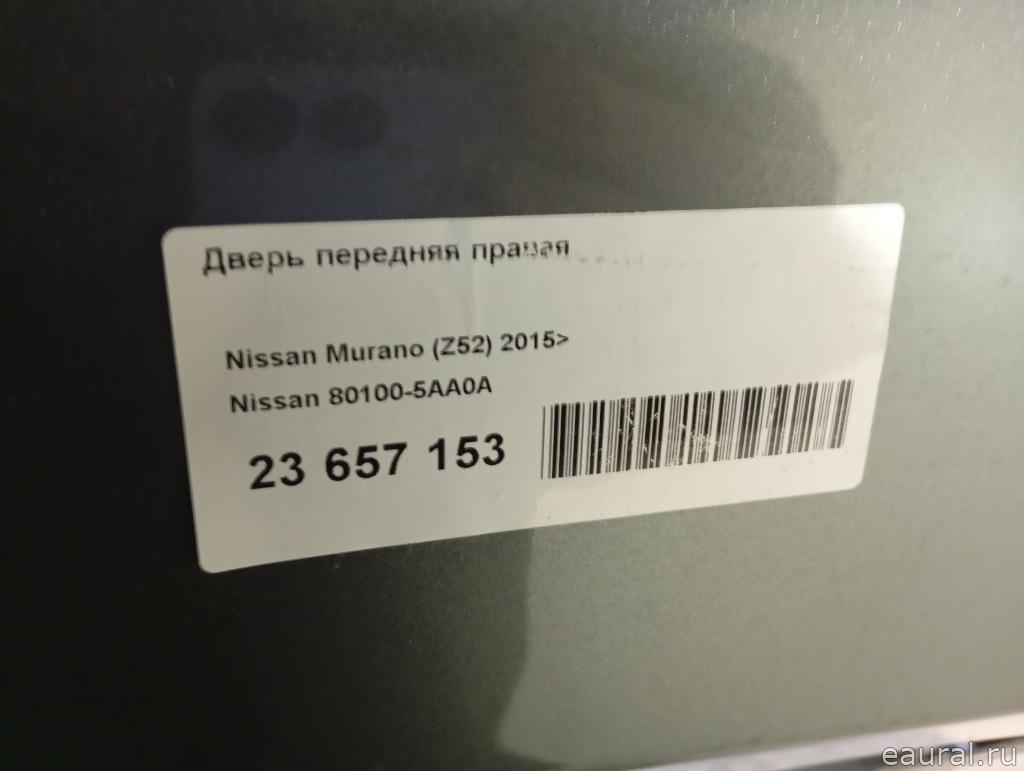 Дверь передняя правая
Nissan Murano (Z52) 2015>
Nissan 80100-5AA0A
23 657 153
eaural.ru